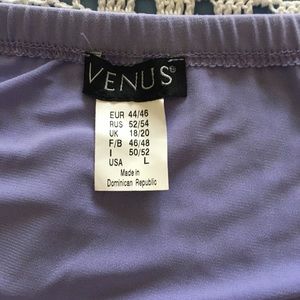 VENUS®
EUR 44/46
RUS 52/54
UK 18/20
F/B 46/48
I 50/52
USA L
Made in
Dominican Republic